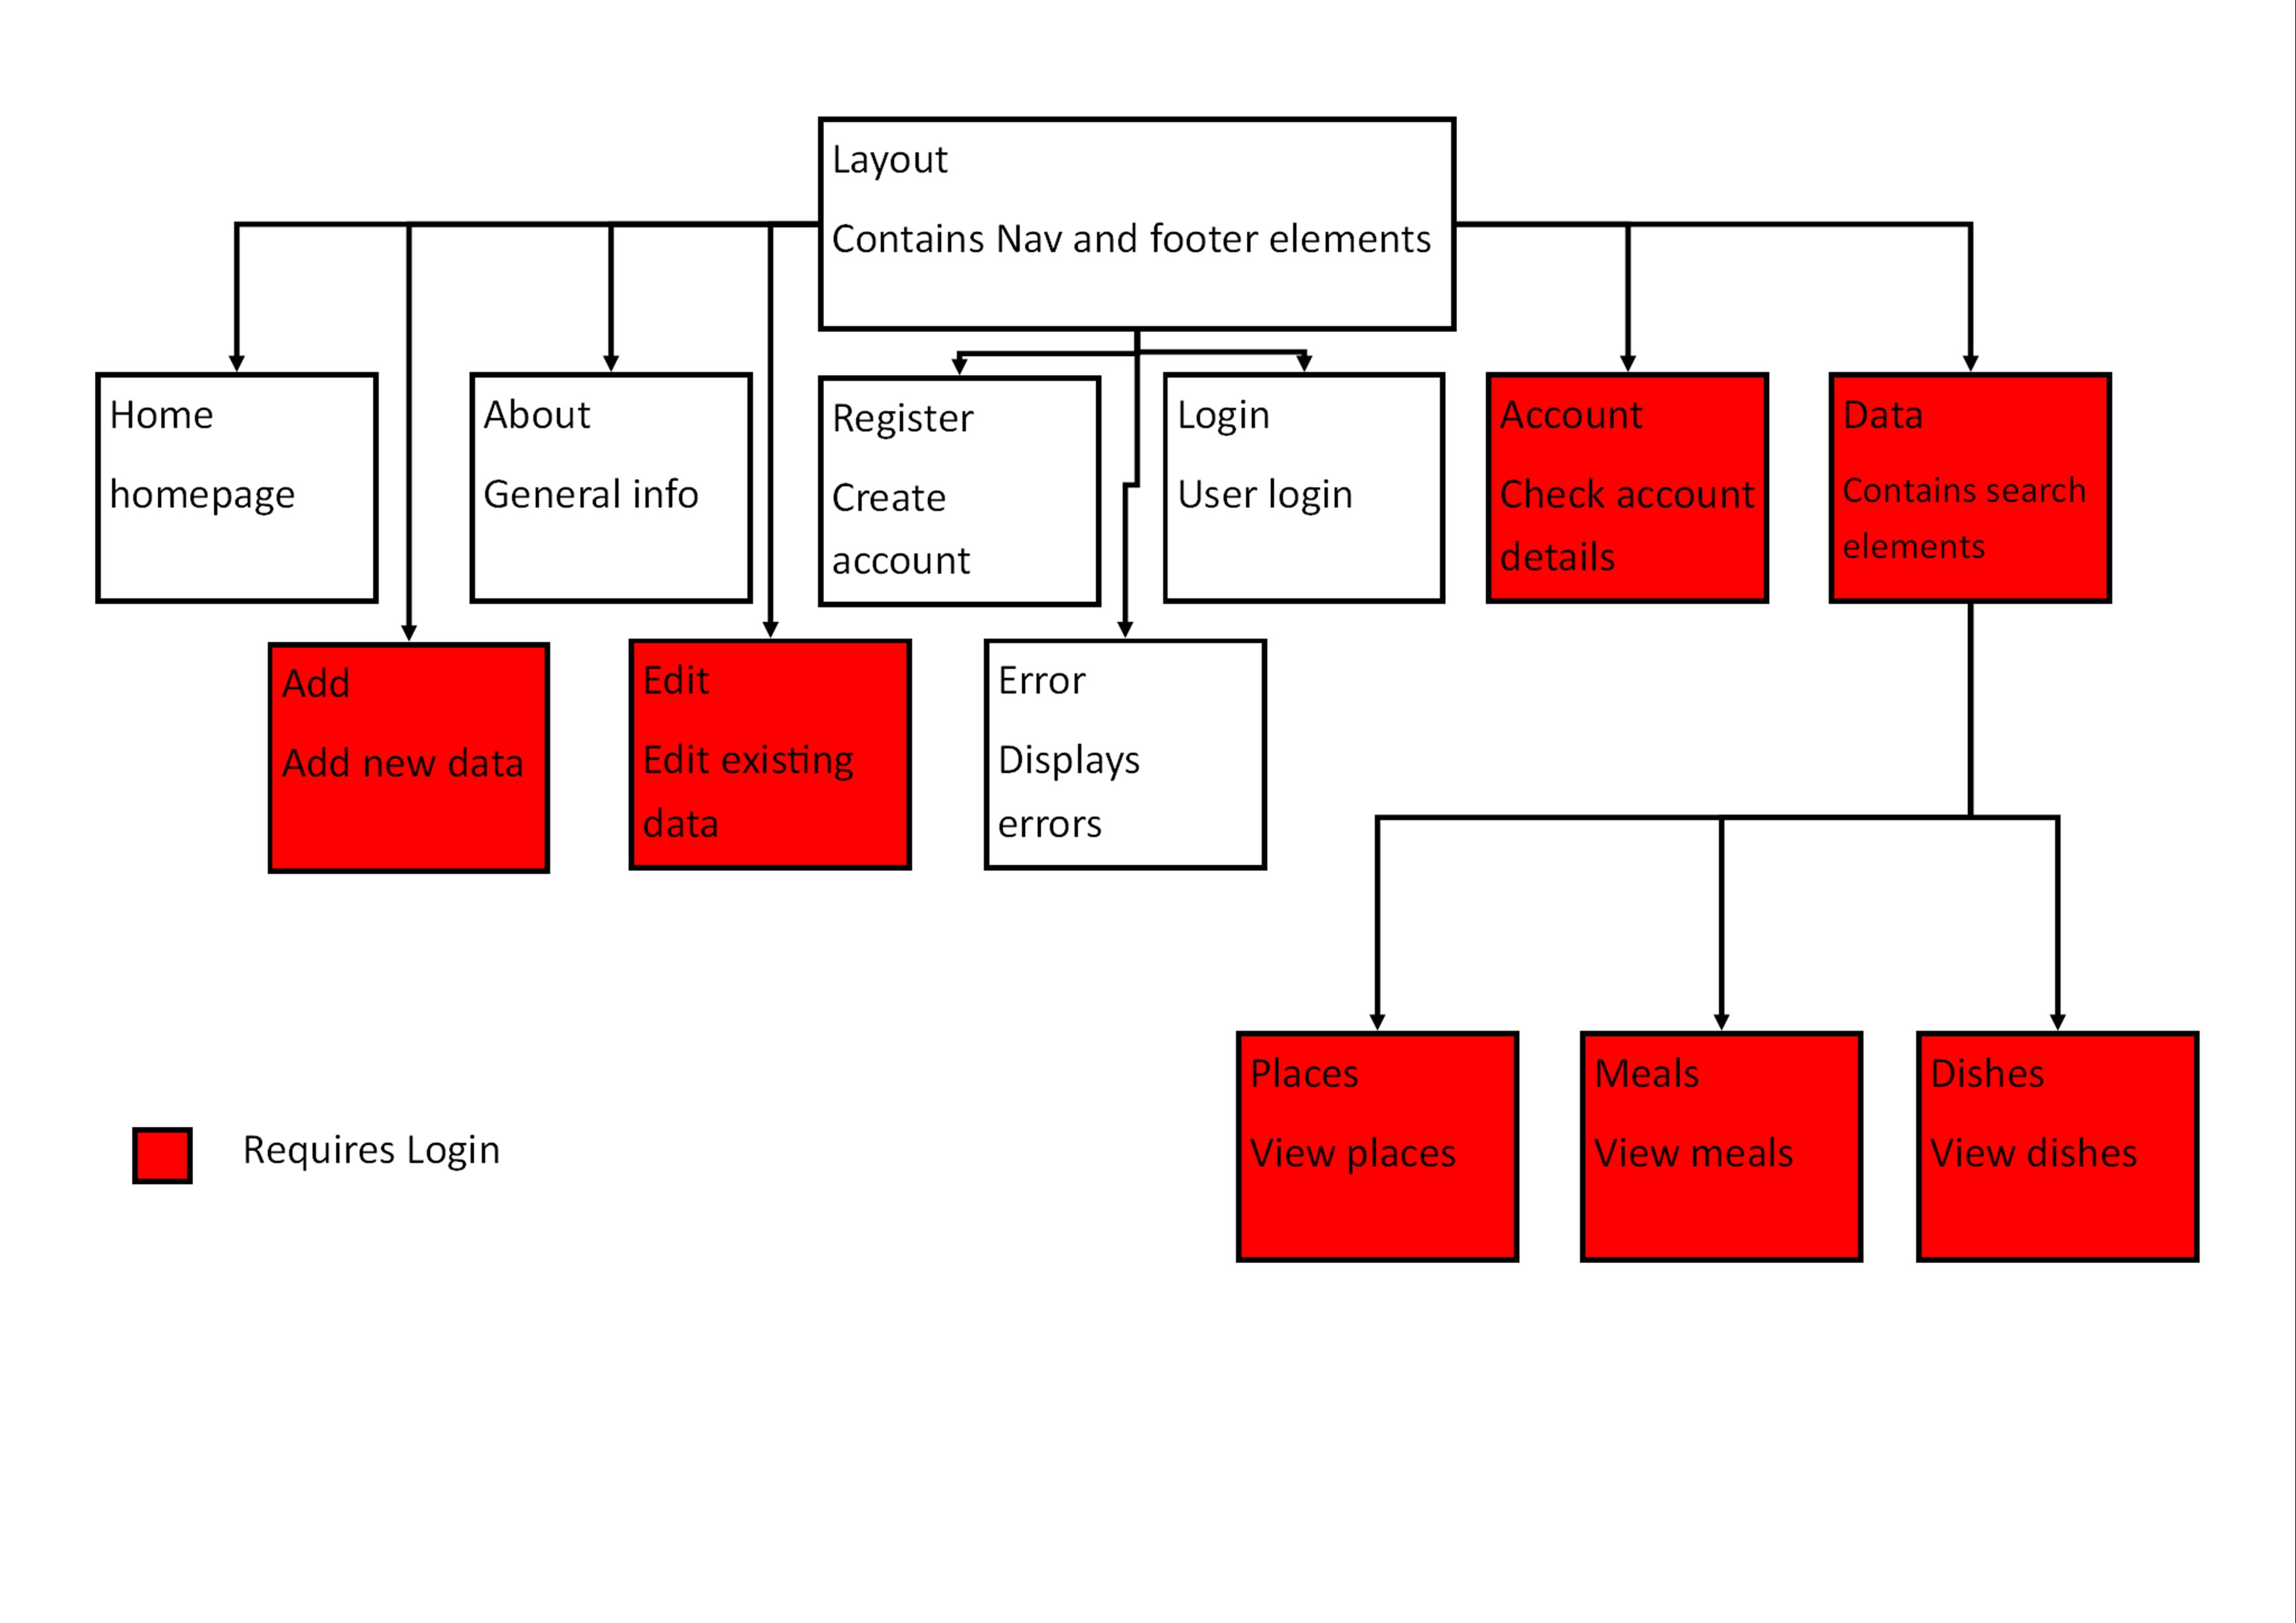 Layout
Contains Nav and footer elements
Home
homepage
About
General info
Register
Create
account
Login
User login
Account
Check account
details
Data
Contains search
elements
Add
Add new data
Edit
Edit existing
data
Error
Displays
errors
Places
View places
Meals
View meals
Dishes
View dishes
Requires Login